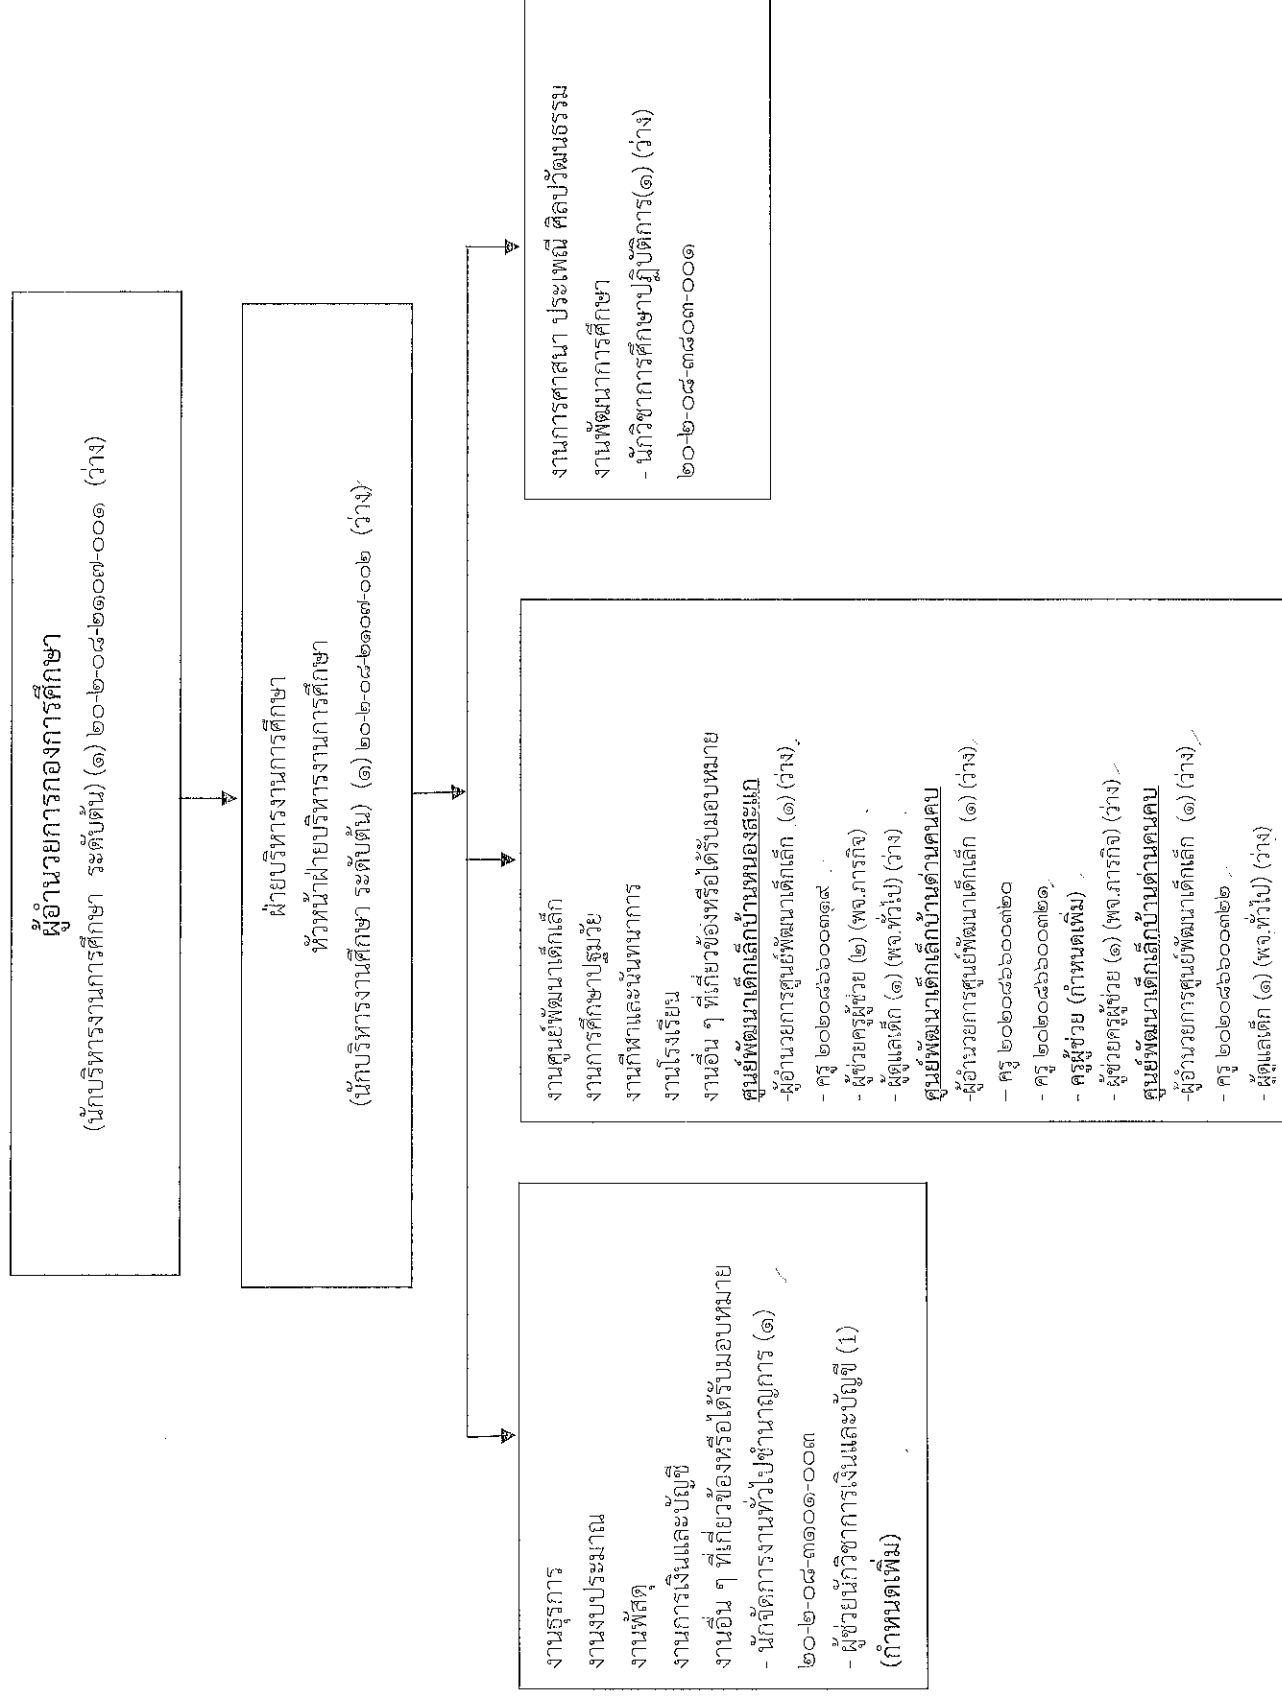 ผู้อำนวยการกองการศึกษา
(นักบริหารงานการศึกษา ระดับต้น) (๑) ๒๐-๒-๐๘-๒๑๐๗-๐๐๑ (ว่าง)
ฝ่ายบริหารงานการศึกษา
หัวหน้าฝ่ายบริหารงานการศึกษา
(นักบริหารงานศึกษา ระดับต้น) (๑) ๒๐-๒-๐๘-๒๑๐๗-๐๐๒ (ว่าง)
งานธุรการ
งานงบประมาณ
งานพัสดุ
งานการเงินและบัญชี
งานอื่น ๆ ที่เกี่ยวข้องหรือได้รับมอบหมาย
- นักจัดการงานทั่วไปชำนาญการ (๑)
๒๐-๒-๐๘-๓๑๐๑-๐๐๓
- ผู้ช่วยนักวิชาการเงินและบัญชี (1)
(กำหนดเพิ่ม)
งานศูนย์พัฒนาเด็กเล็ก
งานการศึกษาปฐมวัย
งานกีฬาและนันทนาการ
งานโรงเรียน
งานอื่น ๆ ที่เกี่ยวข้องหรือได้รับมอบหมาย
ศูนย์พัฒนาเด็กเล็กบ้านหนองสะแก
-ผู้อำนวยการศูนย์พัฒนาเด็กเล็ก (๑) (ว่าง)
- ครู ๒๐๒๐๘๖๖๐๐๓๑๙
- ผู้ช่วยครูผู้ช่วย (๒) (พจ.ภารกิจ)
- ผู้ดูแลเด็ก (๑) (พจ.ทั่วไป) (ว่าง)
ศูนย์พัฒนาเด็กเล็กบ้านด่านคนคบ
-ผู้อำนวยการศูนย์พัฒนาเด็กเล็ก (๑) (ว่าง)
– ครู ๒๐๒๐๘๖๖๐๐๓๒๐
- ครู ๒๐๒๐๘๖๖๐๐๓๒๑
- ครูผู้ช่วย (กำหนดเพิ่ม)
- ผู้ช่วยครูผู้ช่วย (๑) (พจ.ภารกิจ) (ว่าง)
ศูนย์พัฒนาเด็กเล็กบ้านด่านคนคบ
-ผู้อำนวยการศูนย์พัฒนาเด็กเล็ก (๑) (ว่าง)
- ครู ๒๐๒๐๘๖๖๐๐๓๒๒
- ผู้ดูแลเด็ก (๑) (พจ.ทั่วไป) (ว่าง)
งานการศาสนา ประเพณี ศิลปวัฒนธรรม
งานพัฒนาการศึกษา
- นักวิชาการศึกษาปฏิบัติการ(๑) (ว่าง)
๒๐-๒-๐๘-๓๘๐๓-๐๐๑